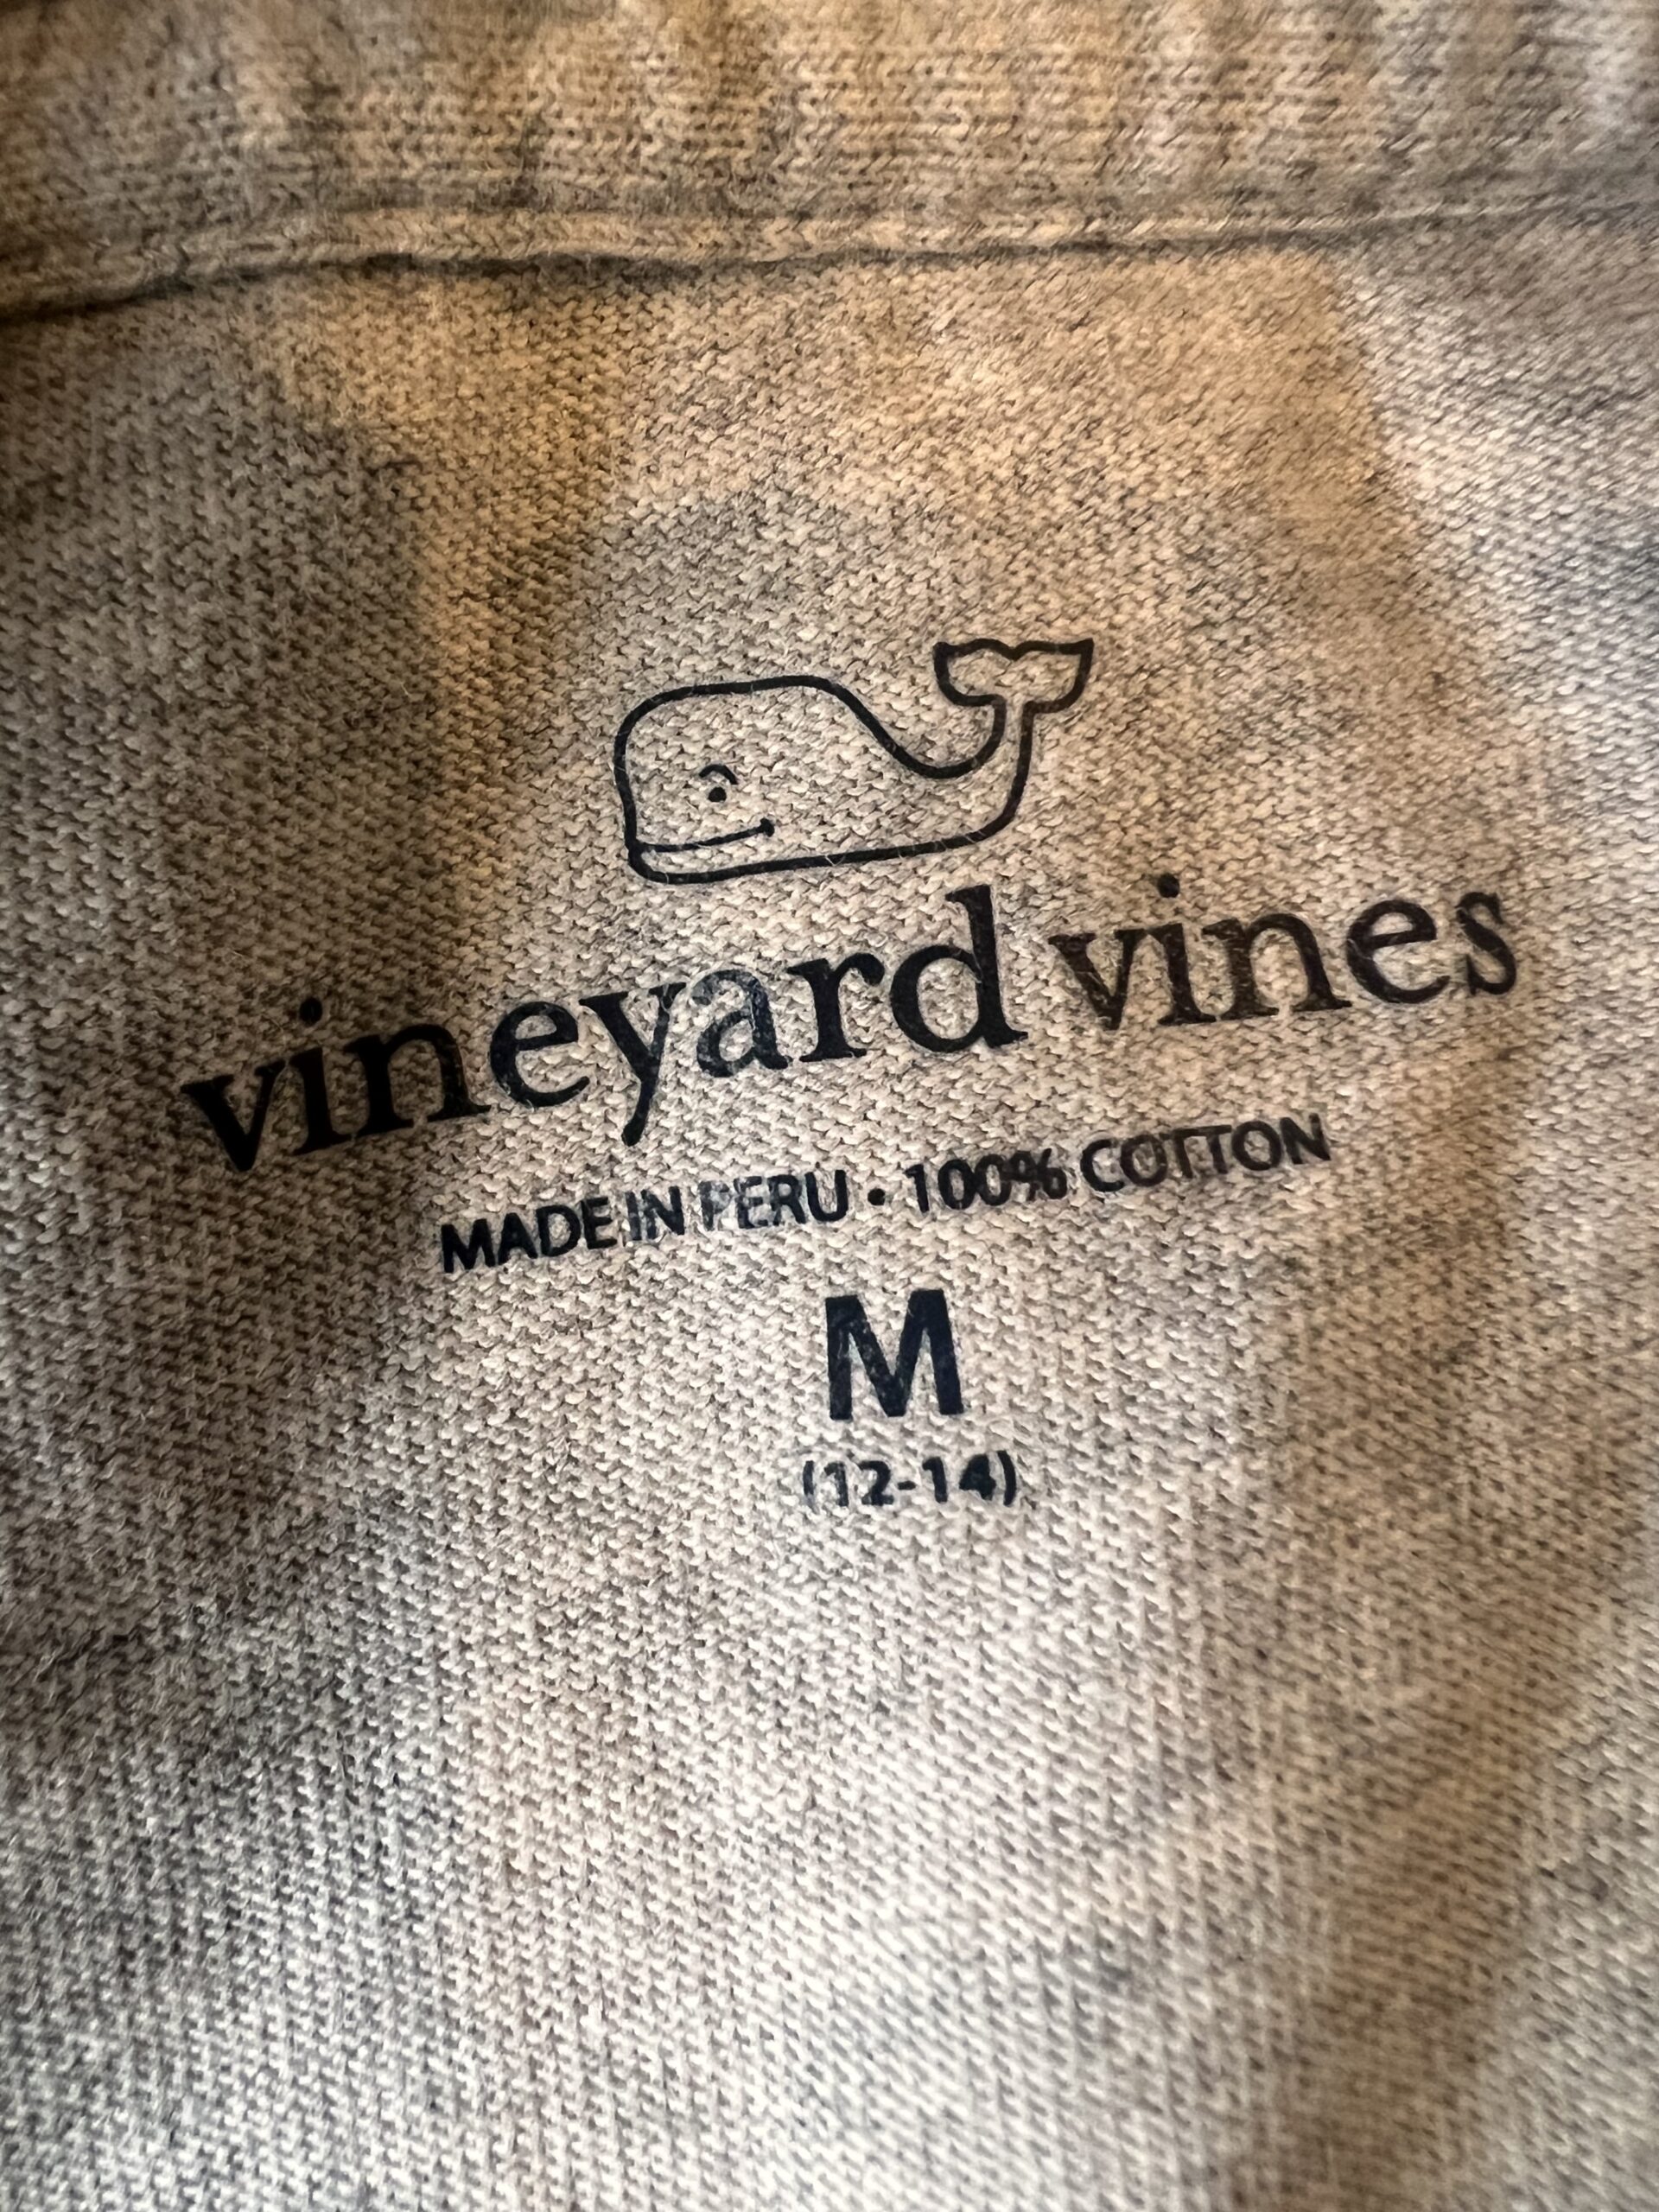 vineyard vines
MADE IN PERU • 100% COTTON
M
(12-14)